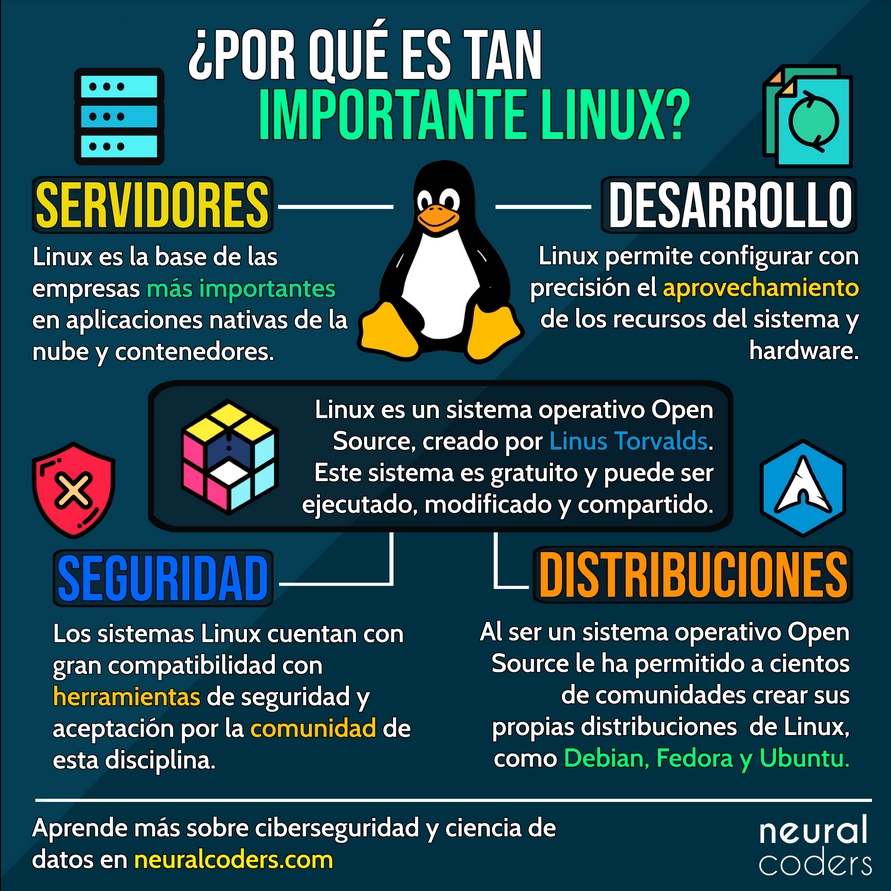 ¿POR QUÉ ES TAN
IMPORTANTE LINUX?
SERVIDORES
Linux es la base de las
empresas más importantes
en aplicaciones nativas de la
nube y contenedores.
DESARROLLO
Linux permite configurar con
precisión el aprovechamiento
de los recursos del sistema y
hardware.
Linux es un sistema operativo Open
Source, creado por Linus Torvalds.
Este sistema es gratuito y puede ser
ejecutado, modificado y compartido.
SEGURIDAD
Los sistemas Linux cuentan con
gran compatibilidad con
herramientas de seguridad y
aceptación por la comunidad de
esta disciplina.
DISTRIBUCIONES
Al ser un sistema operativo Open
Source le ha permitido a cientos
de comunidades crear sus
propias distribuciones de Linux,
como Debian, Fedora y Ubuntu.
Aprende más sobre ciberseguridad y ciencia de
datos en neuralcoders.com
neural
coders